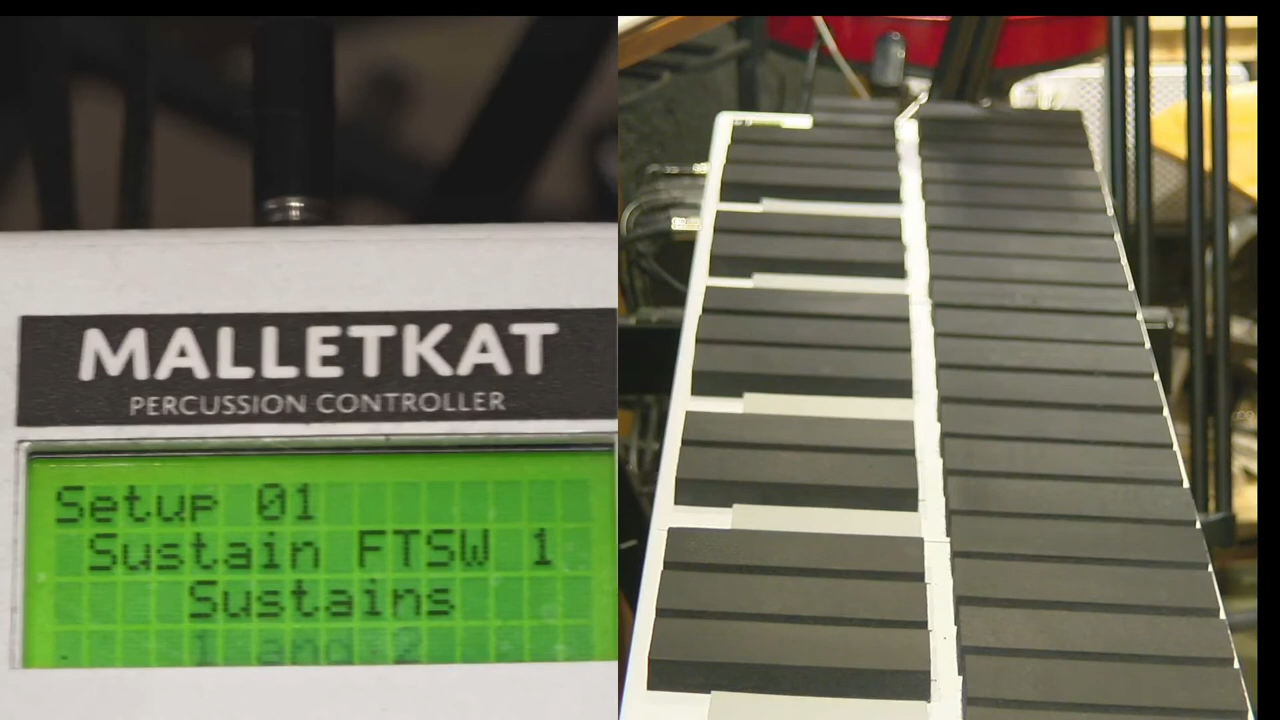 MALLETKAT
PERCUSSION CONTROLLER
Setup 01
Sustain FTSW 1
Sustains
1 and 2